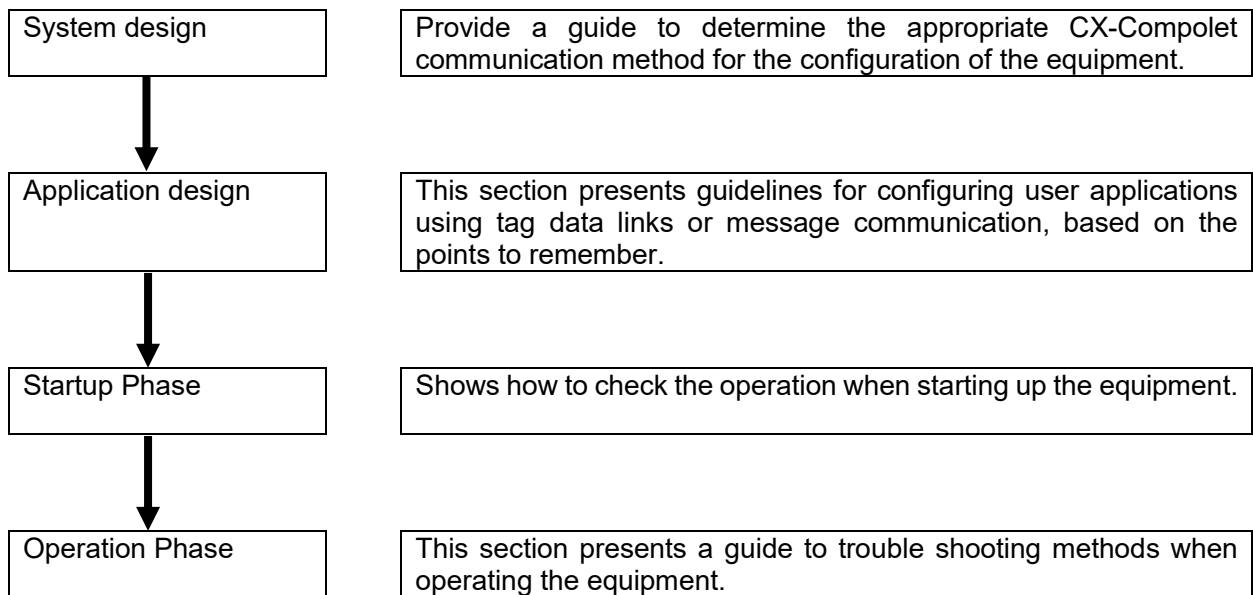 System design
Provide a guide to determine the appropriate CX-Compolet
communication method for the configuration of the equipment.
Application design
This section presents guidelines for configuring user applications
using tag data links or message communication, based on the
points to remember.
Startup Phase
Shows how to check the operation when starting up the equipment.
Operation Phase
This section presents a guide to trouble shooting methods when
operating the equipment.